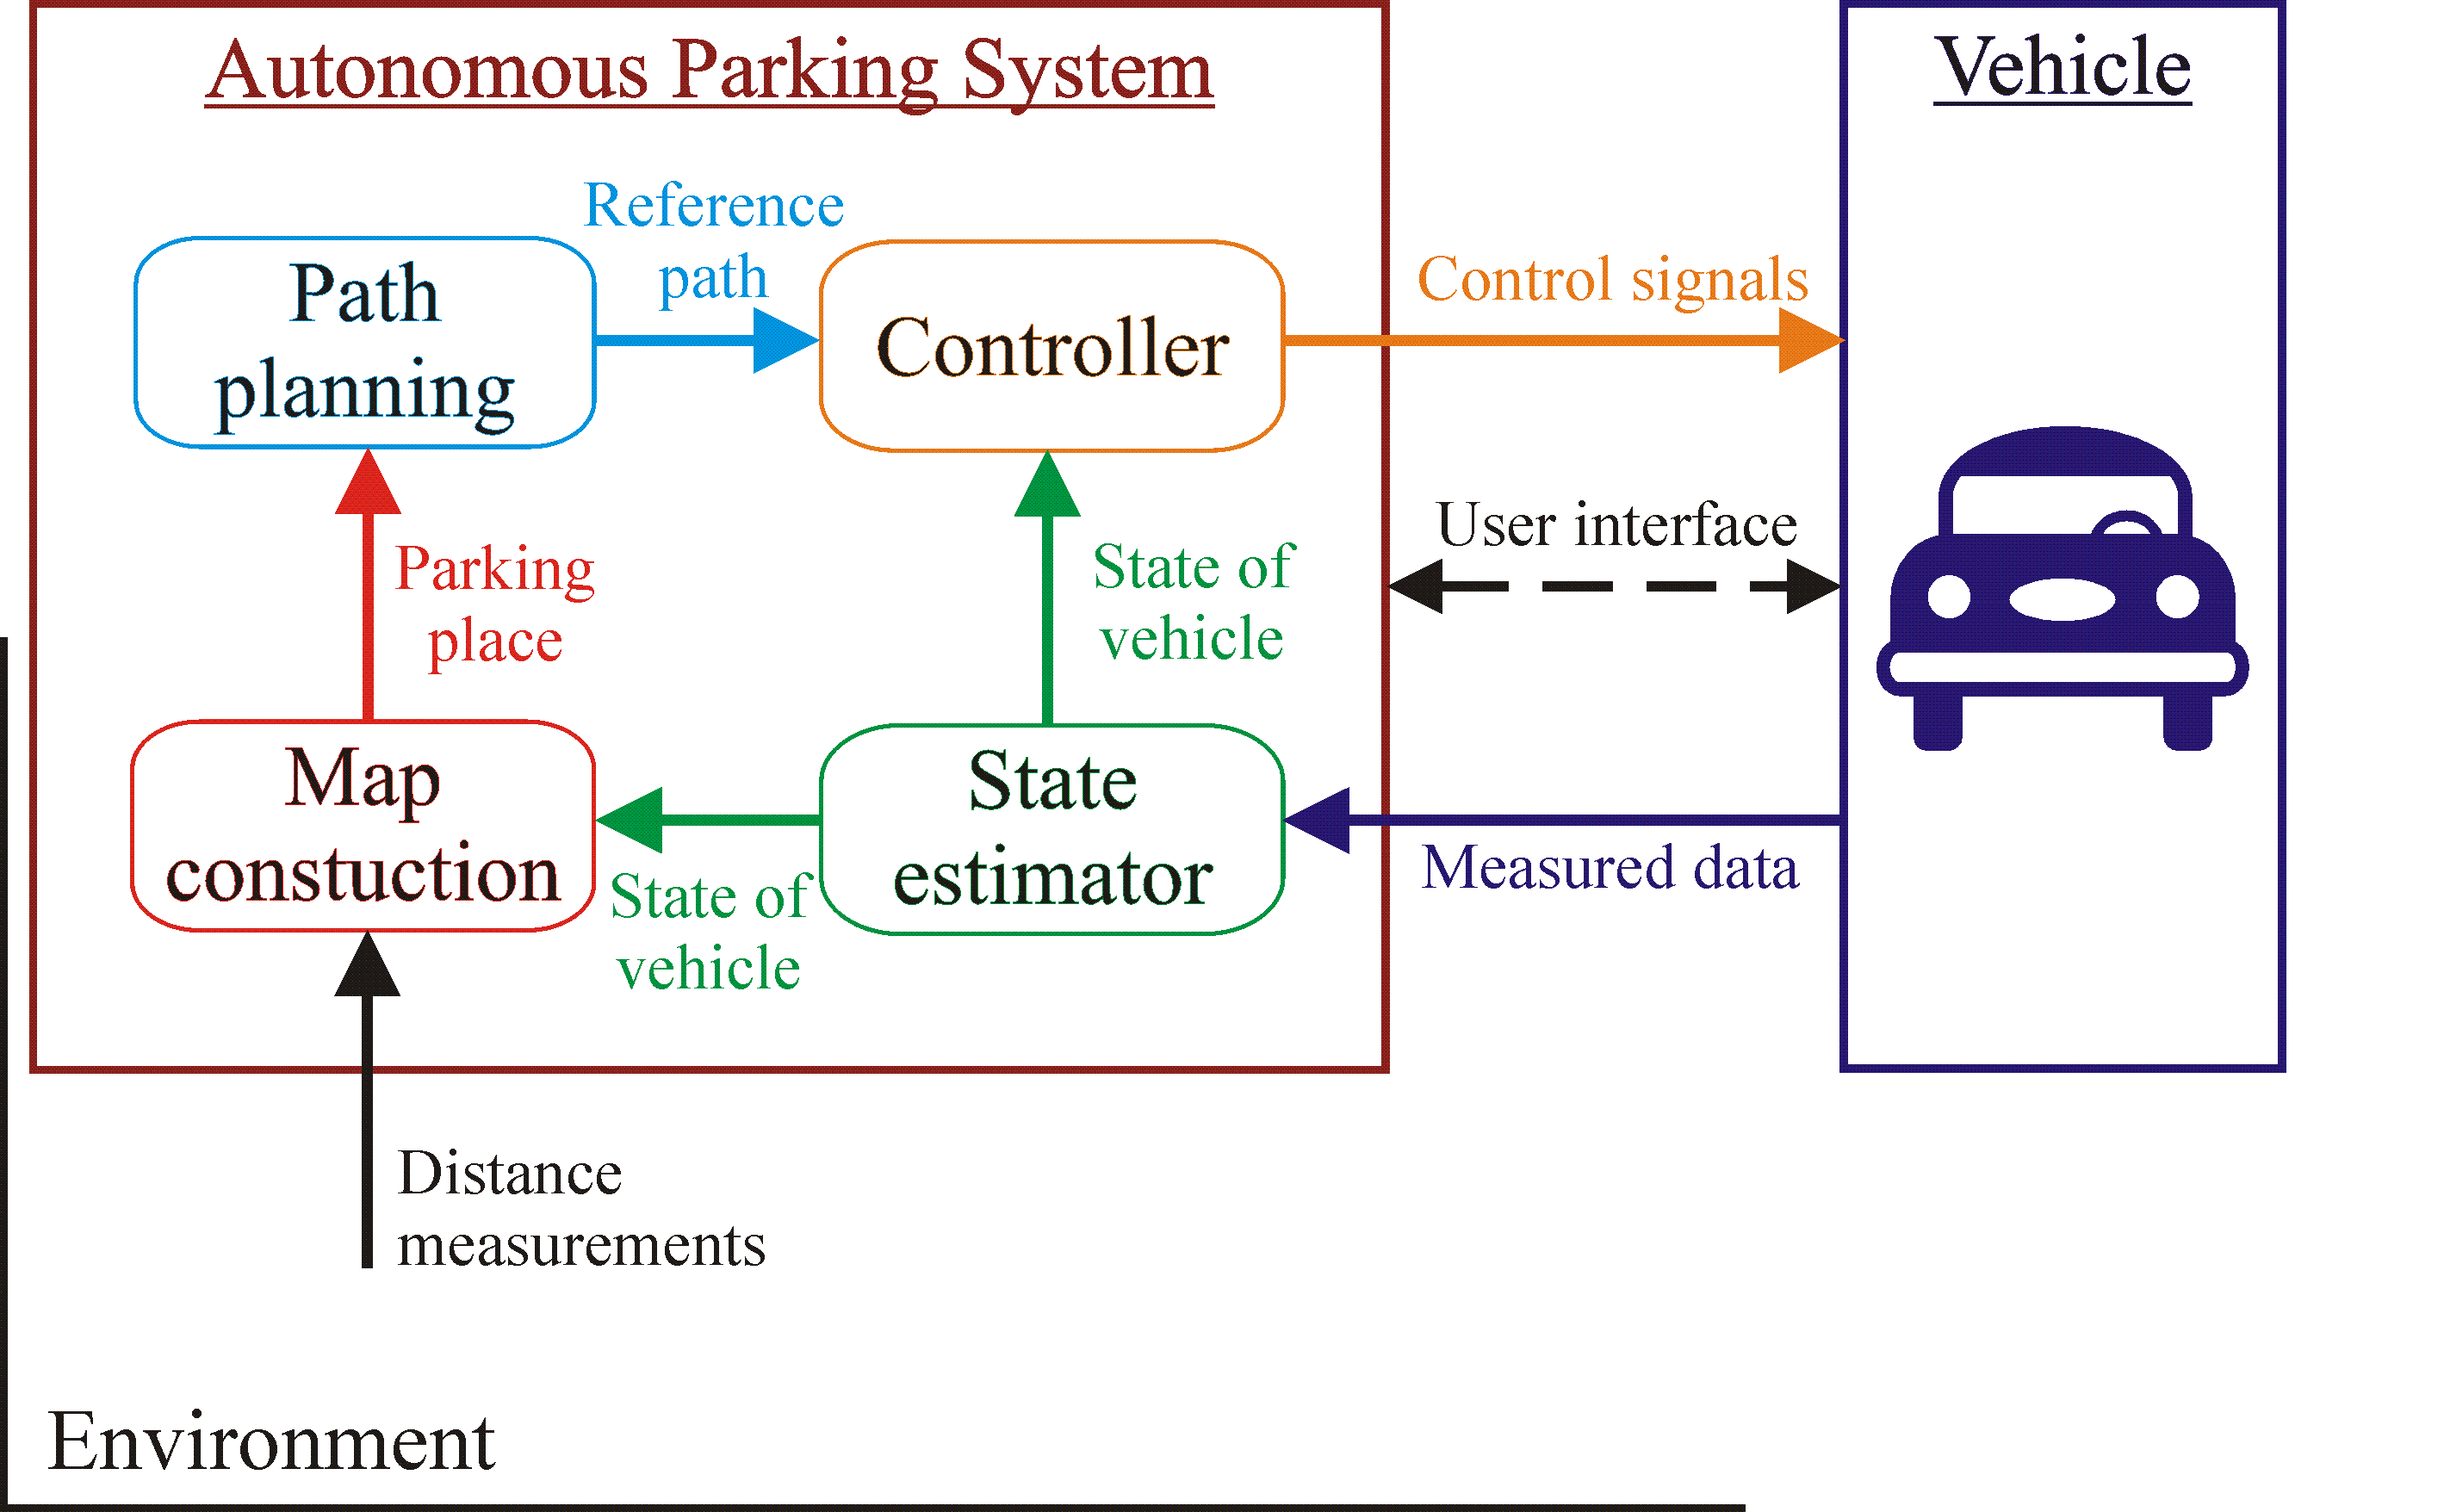 Autonomous Parking System
Vehicle
Reference
path
Path
planning
Controller
Control signals
User interface
Parking
place
State of
vehicle
Map
constuction
State
estimator
State of
vehicle
Measured data
Distance
measurements
Environment